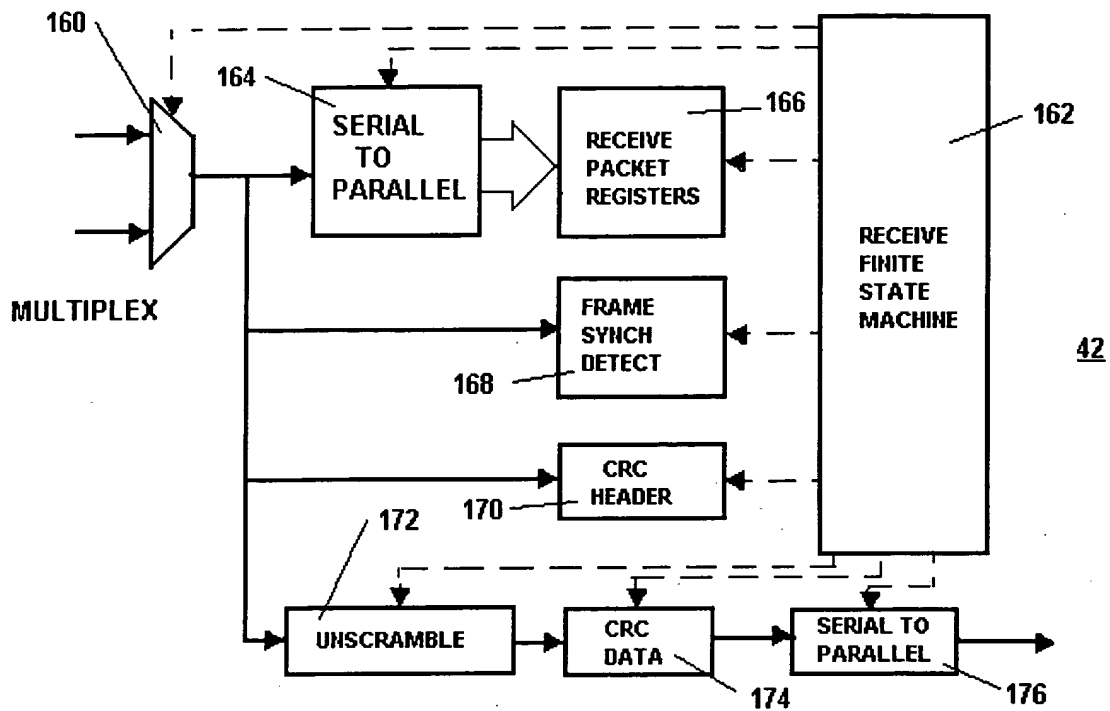 160
164
SERIAL
TO
PARALLEL
166
RECEIVE
PACKET
REGISTERS
162
RECEIVE
FINITE
STATE
MACHINE
MULTIPLEX
FRAME
SYNCH
DETECT
168
42
CRC
HEADER
170
172
UNSCRAMBLE
CRC
DATA
174
SERIAL TO
PARALLEL
176